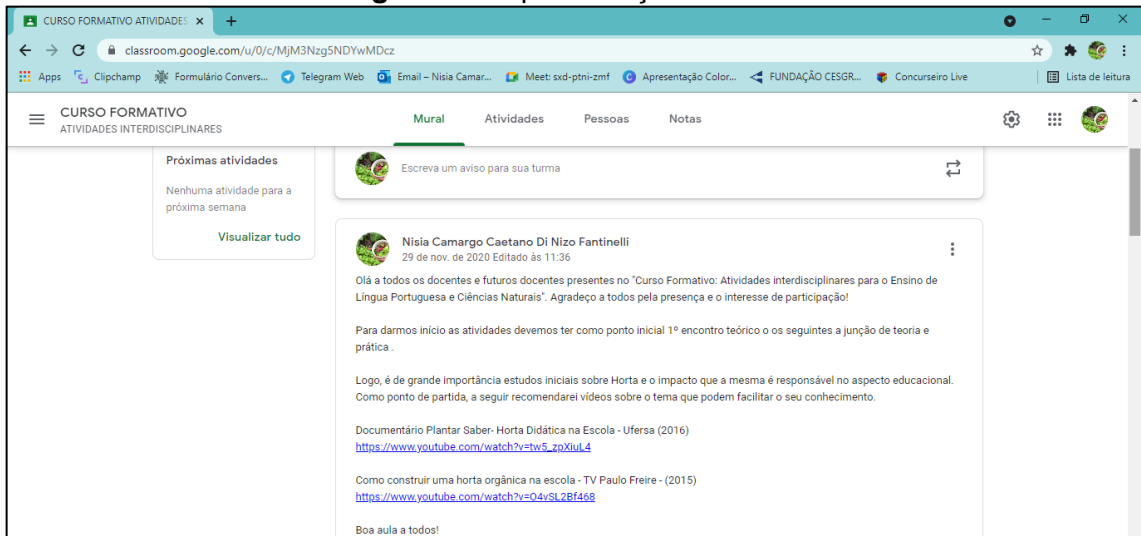 CURSO FORMATIVO ATIVIDADES
classroom.google.com/u/0/c/MjM3Nzg5NDYwMDcz
Apps Clipchamp Formulário Convers... Telegram Web Email – Nisia Camar... Meet: sxd-ptni-zmf Apresentação Color... FUNDAÇÃO CESGR... Concurseiro Live Lista de leitura
CURSO FORMATIVO
ATIVIDADES INTERDISCIPLINARES
Mural Atividades Pessoas Notas
Próximas atividades
Nenhuma atividade para a
próxima semana
Visualizar tudo
Escreva um aviso para sua turma
Nisia Camargo Caetano Di Nizo Fantinelli
29 de nov. de 2020 Editado às 11:36
Olá a todos os docentes e futuros docentes presentes no "Curso Formativo: Atividades interdisciplinares para o Ensino de
Língua Portuguesa e Ciências Naturais". Agradeço a todos pela presença e o interesse de participação!
Para darmos início as atividades devemos ter como ponto inicial 1º encontro teórico o os seguintes a junção de teoria e
prática .
Logo, é de grande importância estudos iniciais sobre Horta e o impacto que a mesma é responsável no aspecto educacional.
Como ponto de partida, a seguir recomendarei vídeos sobre o tema que podem facilitar o seu conhecimento.
Documentário Plantar Saber- Horta Didática na Escola - Ufersa (2016)
https://www.youtube.com/watch?v=tw5_zpXiuL4
Como construir uma horta orgânica na escola - TV Paulo Freire - (2015)
https://www.youtube.com/watch?v=O4vSL2Bf468
Boa aula a todos!